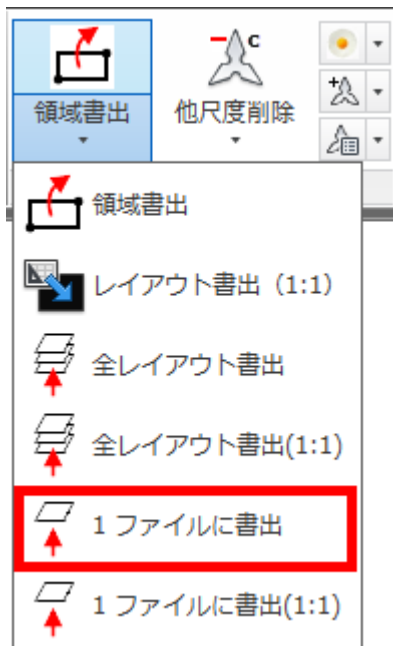 領域書出
他尺度削除
C
領域書出
レイアウト書出（1:1)
全レイアウト書出
全レイアウト書出(1:1)
1 ファイルに書出
1 ファイルに書出(1:1)